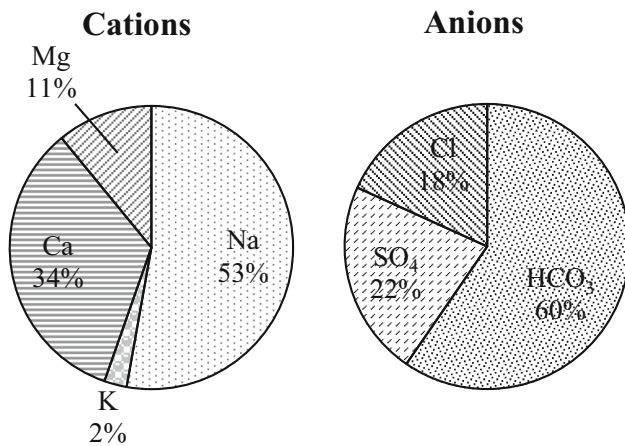 Cations
Mg
11%
Ca
34%
Na
53%
K
2%
Anions
Cl
18%
SO₄
22%
HCO₃
60%